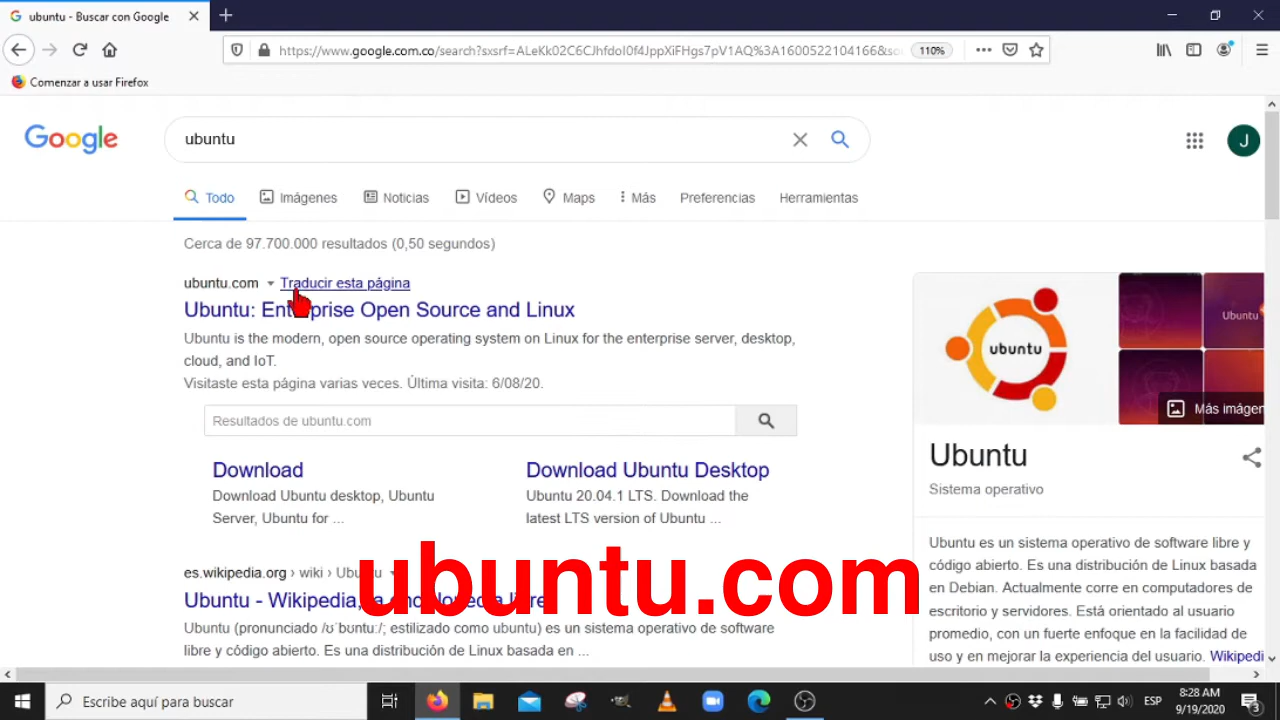 ubuntu - Buscar con Google
https://www.google.com.co/search?sxsrf=ALeKk02C6CJhfdoI0f4JppXiFHgs7pV1AQ%3A1600522104166&so
110%
Comenzar a usar Firefox
Google
ubuntu
J
Todo
Imágenes
Noticias
Vídeos
Maps
Más
Preferencias
Herramientas
Cerca de 97.700.000 resultados (0,50 segundos)
ubuntu.com
Traducir esta página
Ubuntu: Enterprise Open Source and Linux
Ubuntu is the modern, open source operating system on Linux for the enterprise server, desktop,
cloud, and IoT.
Visitaste esta página varias veces. Última visita: 6/08/20.
Resultados de ubuntu.com
Download
Download Ubuntu desktop, Ubuntu
Server, Ubuntu for ...
Download Ubuntu Desktop
Ubuntu 20.04.1 LTS. Download the
latest LTS version of Ubuntu ...
es.wikipedia.org › wiki › Ubuntu
Ubuntu - Wikipedia, la enciclopedia libre
Ubuntu (pronunciado /ʊˈbʊntuː/; estilizado como ubuntu) es un sistema operativo de software
libre y código abierto. Es una distribución de Linux basada en ...
ubuntu.com
ubuntu
Ubuntu
Más imágen
Ubuntu
Sistema operativo
Ubuntu es un sistema operativo de software libre y
código abierto. Es una distribución de Linux basada
en Debian. Actualmente corre en computadores de
escritorio y servidores. Está orientado al usuario
promedio, con un fuerte enfoque en la facilidad de
uso y en mejorar la experiencia del usuario. Wikipedi
Escribe aquí para buscar
ESP
8:28 AM
9/19/2020
3